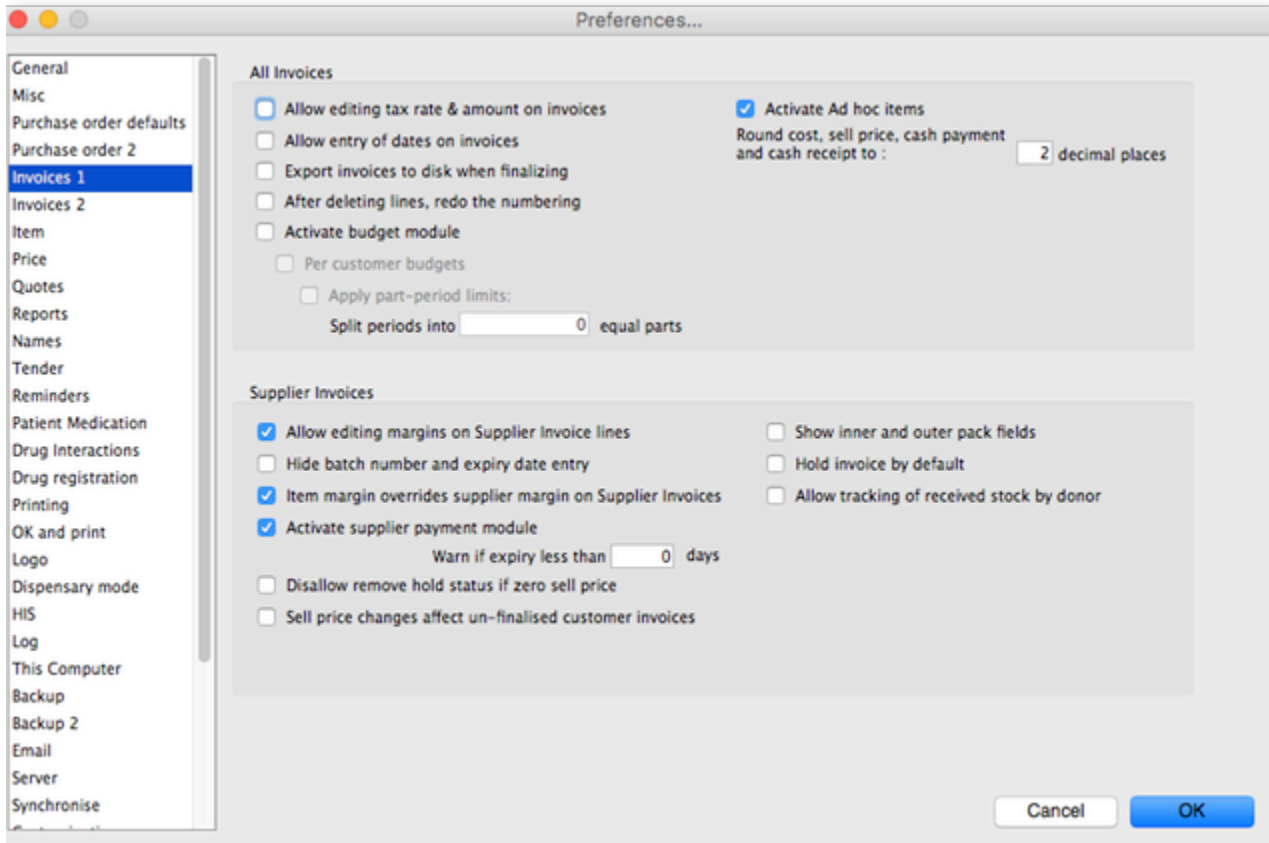 Preferences...
General
Misc
Purchase order defaults
Purchase order 2
Invoices 1
Invoices 2
Item
Price
Quotes
Reports
Names
Tender
Reminders
Patient Medication
Drug Interactions
Drug registration
Printing
OK and print
Logo
Dispensary mode
HIS
Log
This Computer
Backup
Backup 2
Email
Server
Synchronise
All Invoices
Allow editing tax rate & amount on invoices
Allow entry of dates on invoices
Export invoices to disk when finalizing
After deleting lines, redo the numbering
Activate budget module
Per customer budgets
Apply part-period limits:
Split periods into 0 equal parts
Activate Ad hoc items
Round cost, sell price, cash payment
and cash receipt to : 2 decimal places
Supplier Invoices
Allow editing margins on Supplier Invoice lines
Hide batch number and expiry date entry
Item margin overrides supplier margin on Supplier Invoices
Activate supplier payment module
Warn if expiry less than 0 days
Disallow remove hold status if zero sell price
Sell price changes affect un-finalised customer invoices
Show inner and outer pack fields
Hold invoice by default
Allow tracking of received stock by donor
Cancel
OK